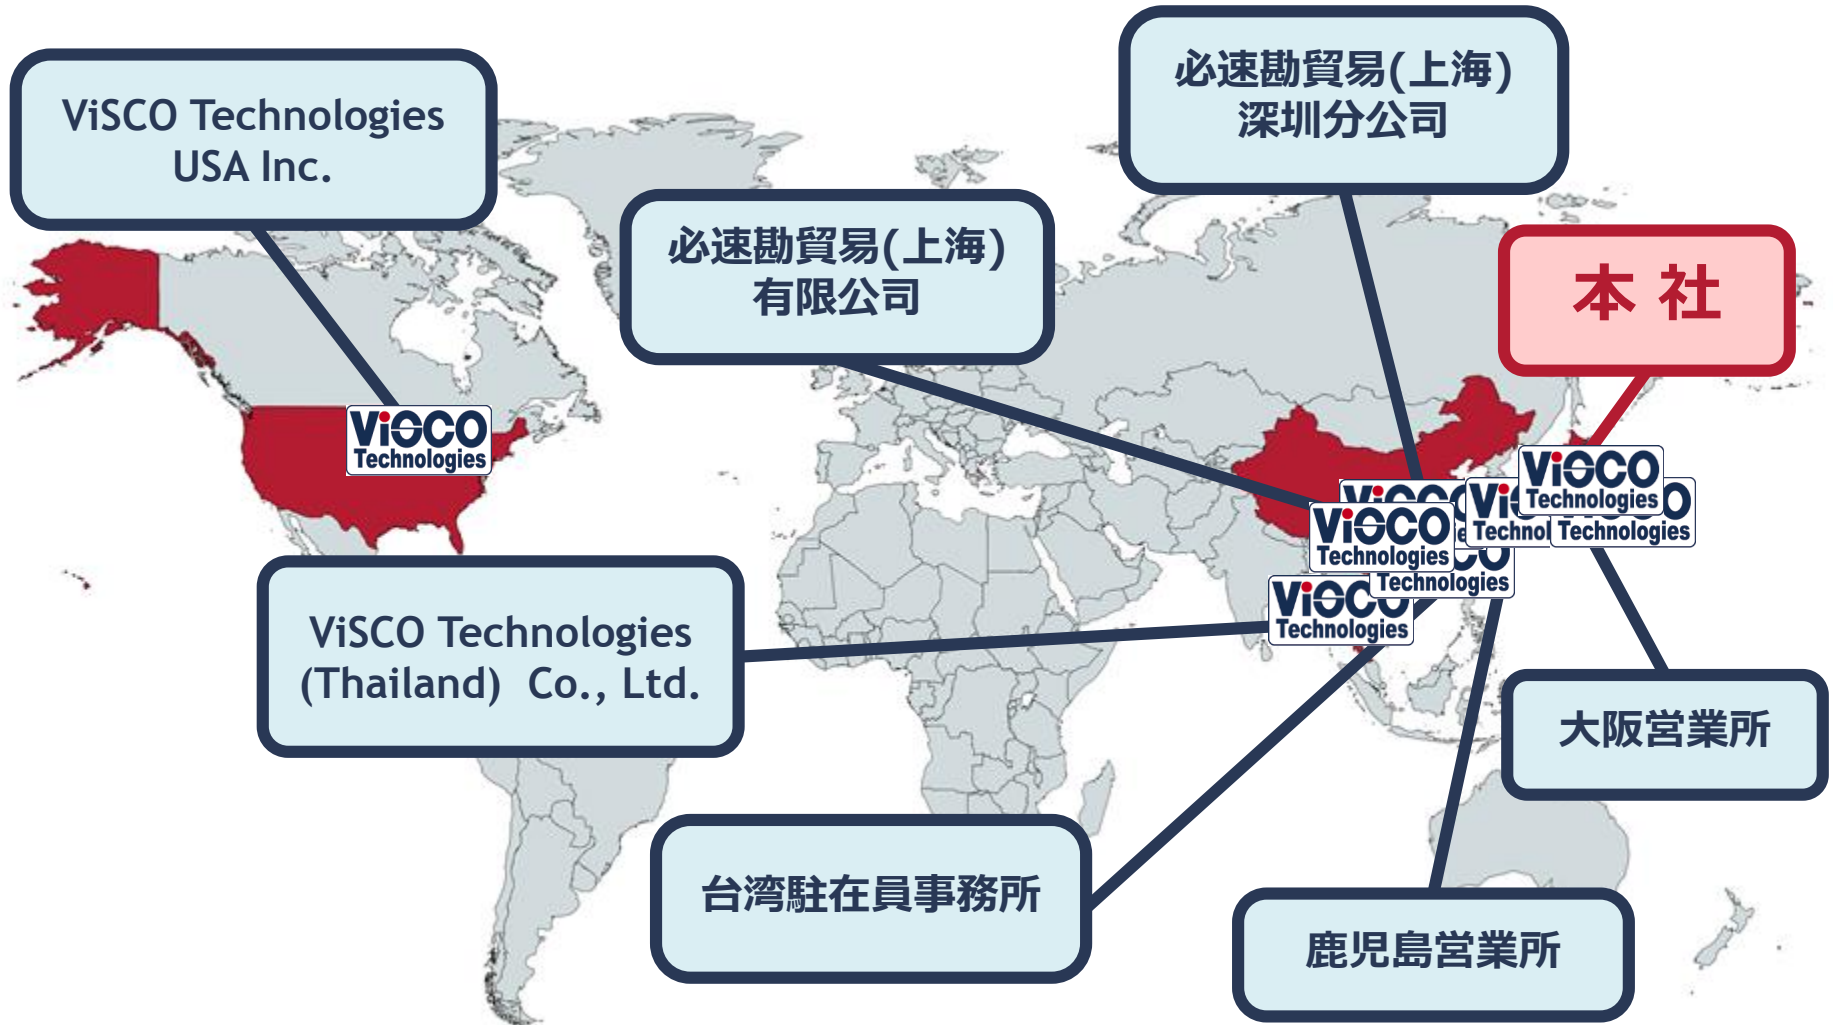 ViSCO Technologies
USA Inc.
必速勘貿易(上海)
深圳分公司
必速勘貿易(上海)
有限公司
本 社
ViSCO
Technologies
ViSCO
Technologies
ViSCO
Technologies
ViSCO
Technologies
ViSCO
Technologies
Technologies
ViSCO Technologies
(Thailand) Co., Ltd.
大阪営業所
台湾駐在員事務所
鹿児島営業所